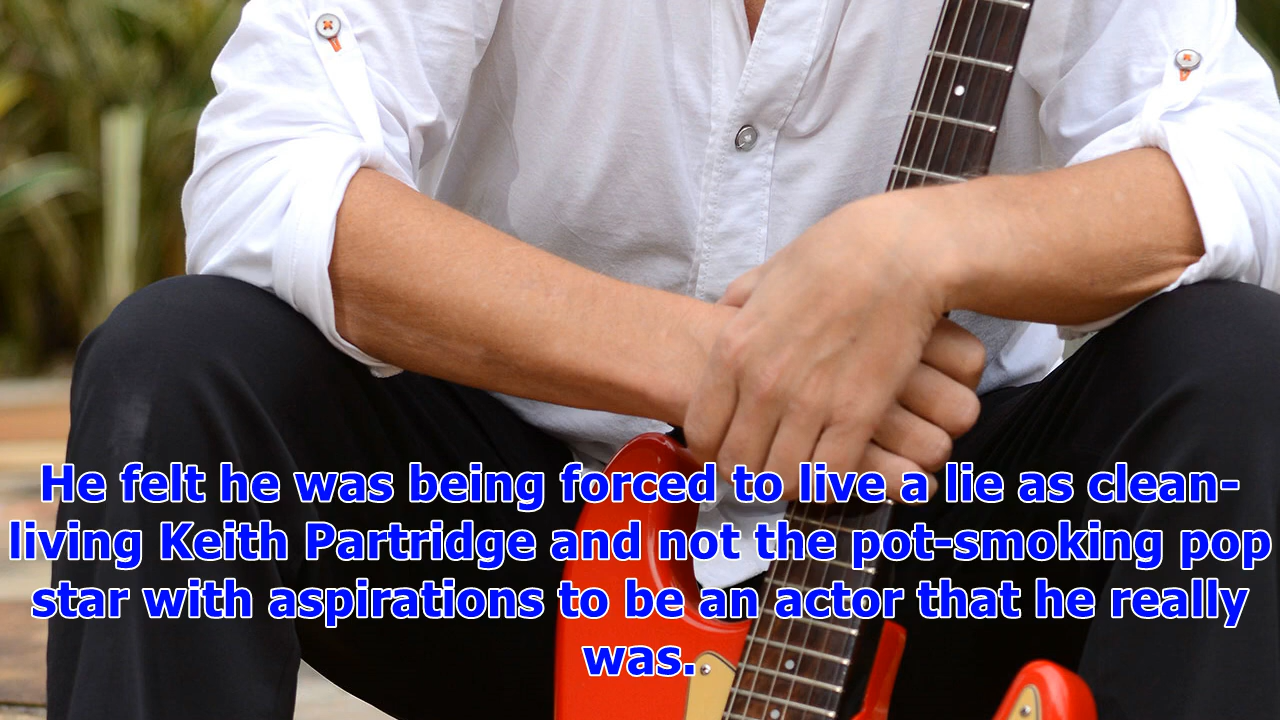 He felt he was being forced to live a lie as clean-
living Keith Partridge and not the pot-smoking pop
star with aspirations to be an actor that he really
was.